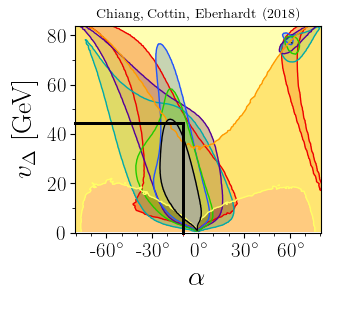 Chiang, Cottin, Eberhardt (2018)
80
60
40
20
0
v_Δ [GeV]
-60° -30° 0° 30° 60°
α